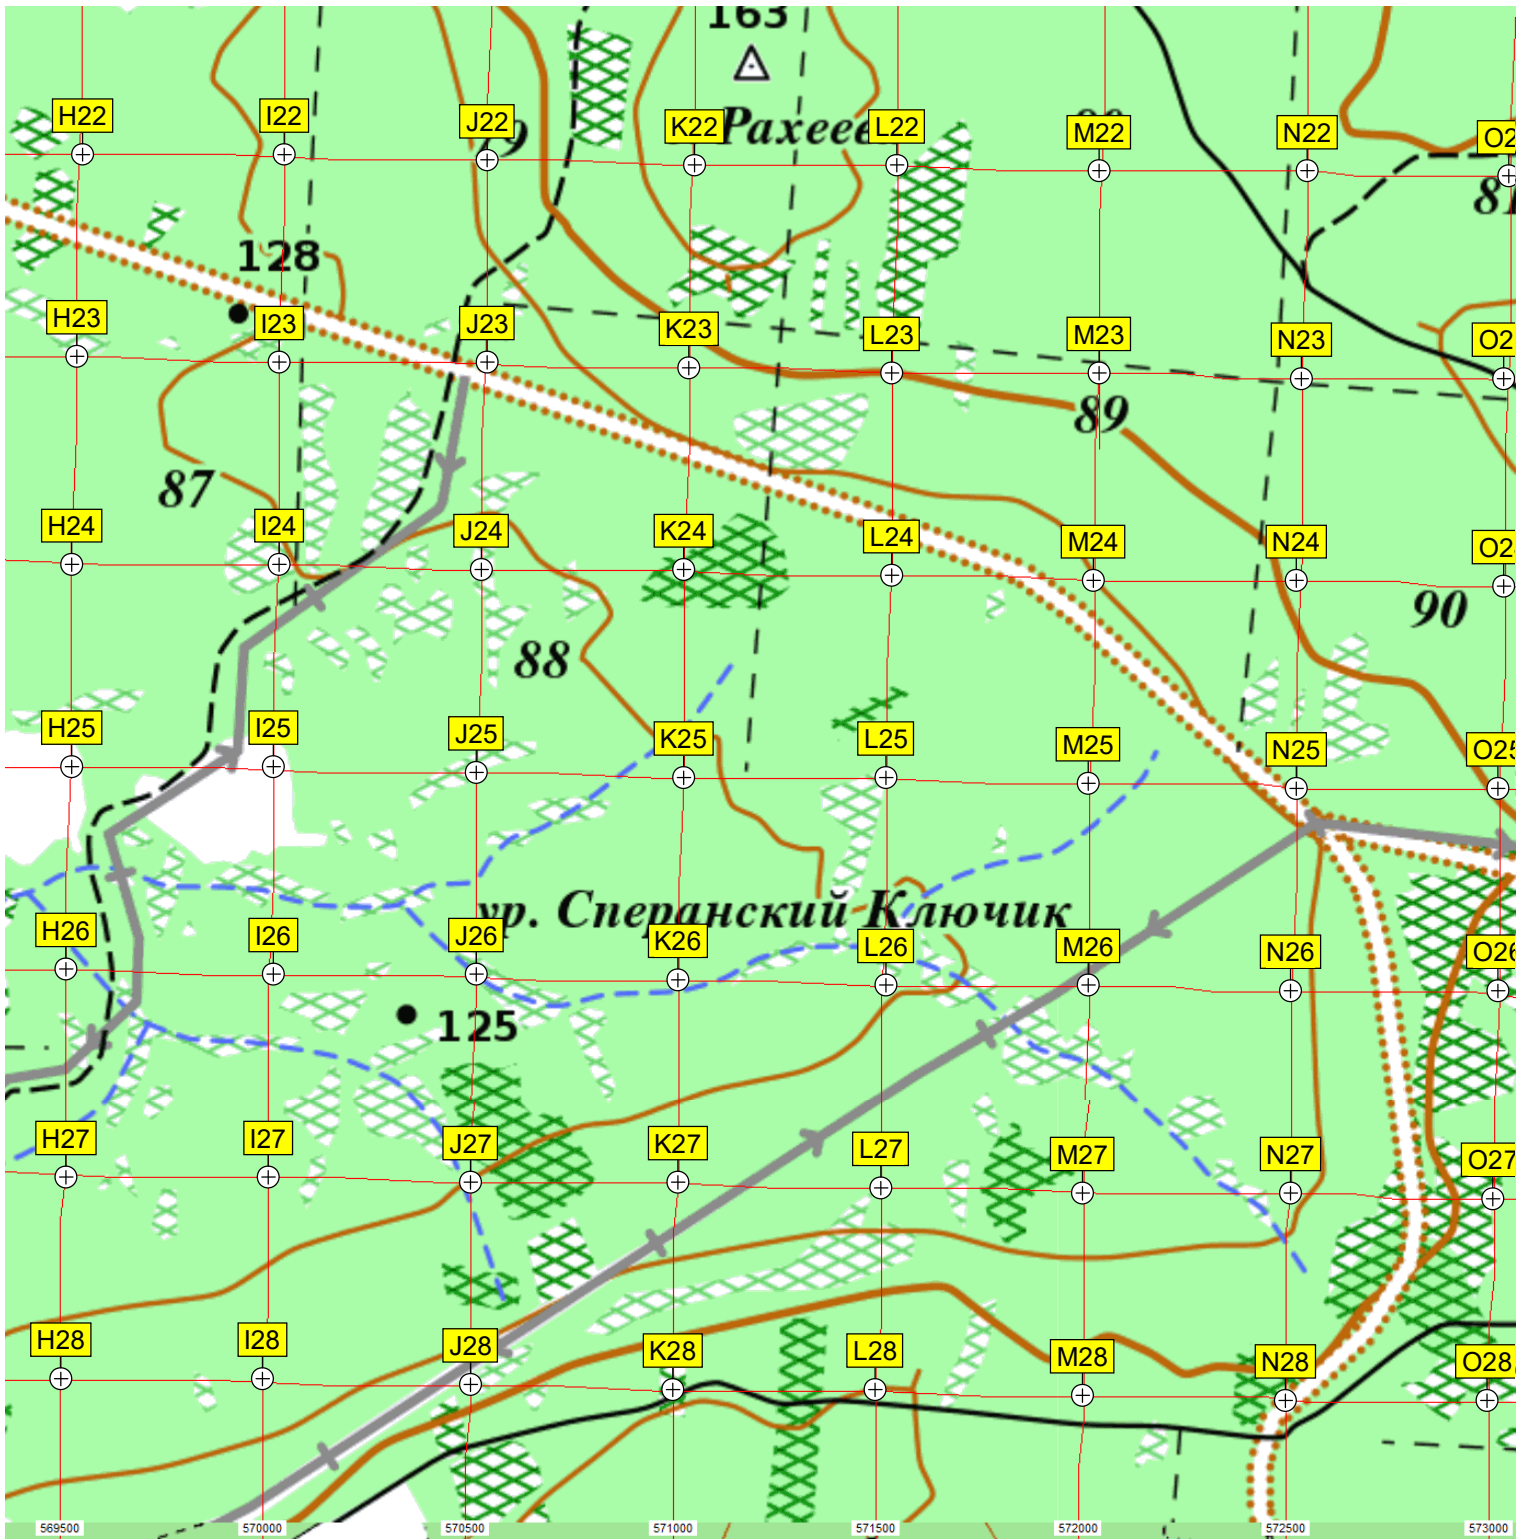 163
H22 I22 J22 K22 Рахеев L22 M22 N22
81
128
H23 I23 J23 K23 L23 M23 N23
89
87
H24 I24 J24 K24 L24 M24 N24
90
88
H25 I25 J25 K25 L25 M25 N25 O25
ур. Сперанский Ключик
H26 I26 J26 K26 L26 M26 N26 O26
125
H27 I27 J27 K27 L27 M27 N27 O27
H28 I28 J28 K28 L28 M28 N28 O28
569500 570000 570500 571000 571500 572000 572500 573000